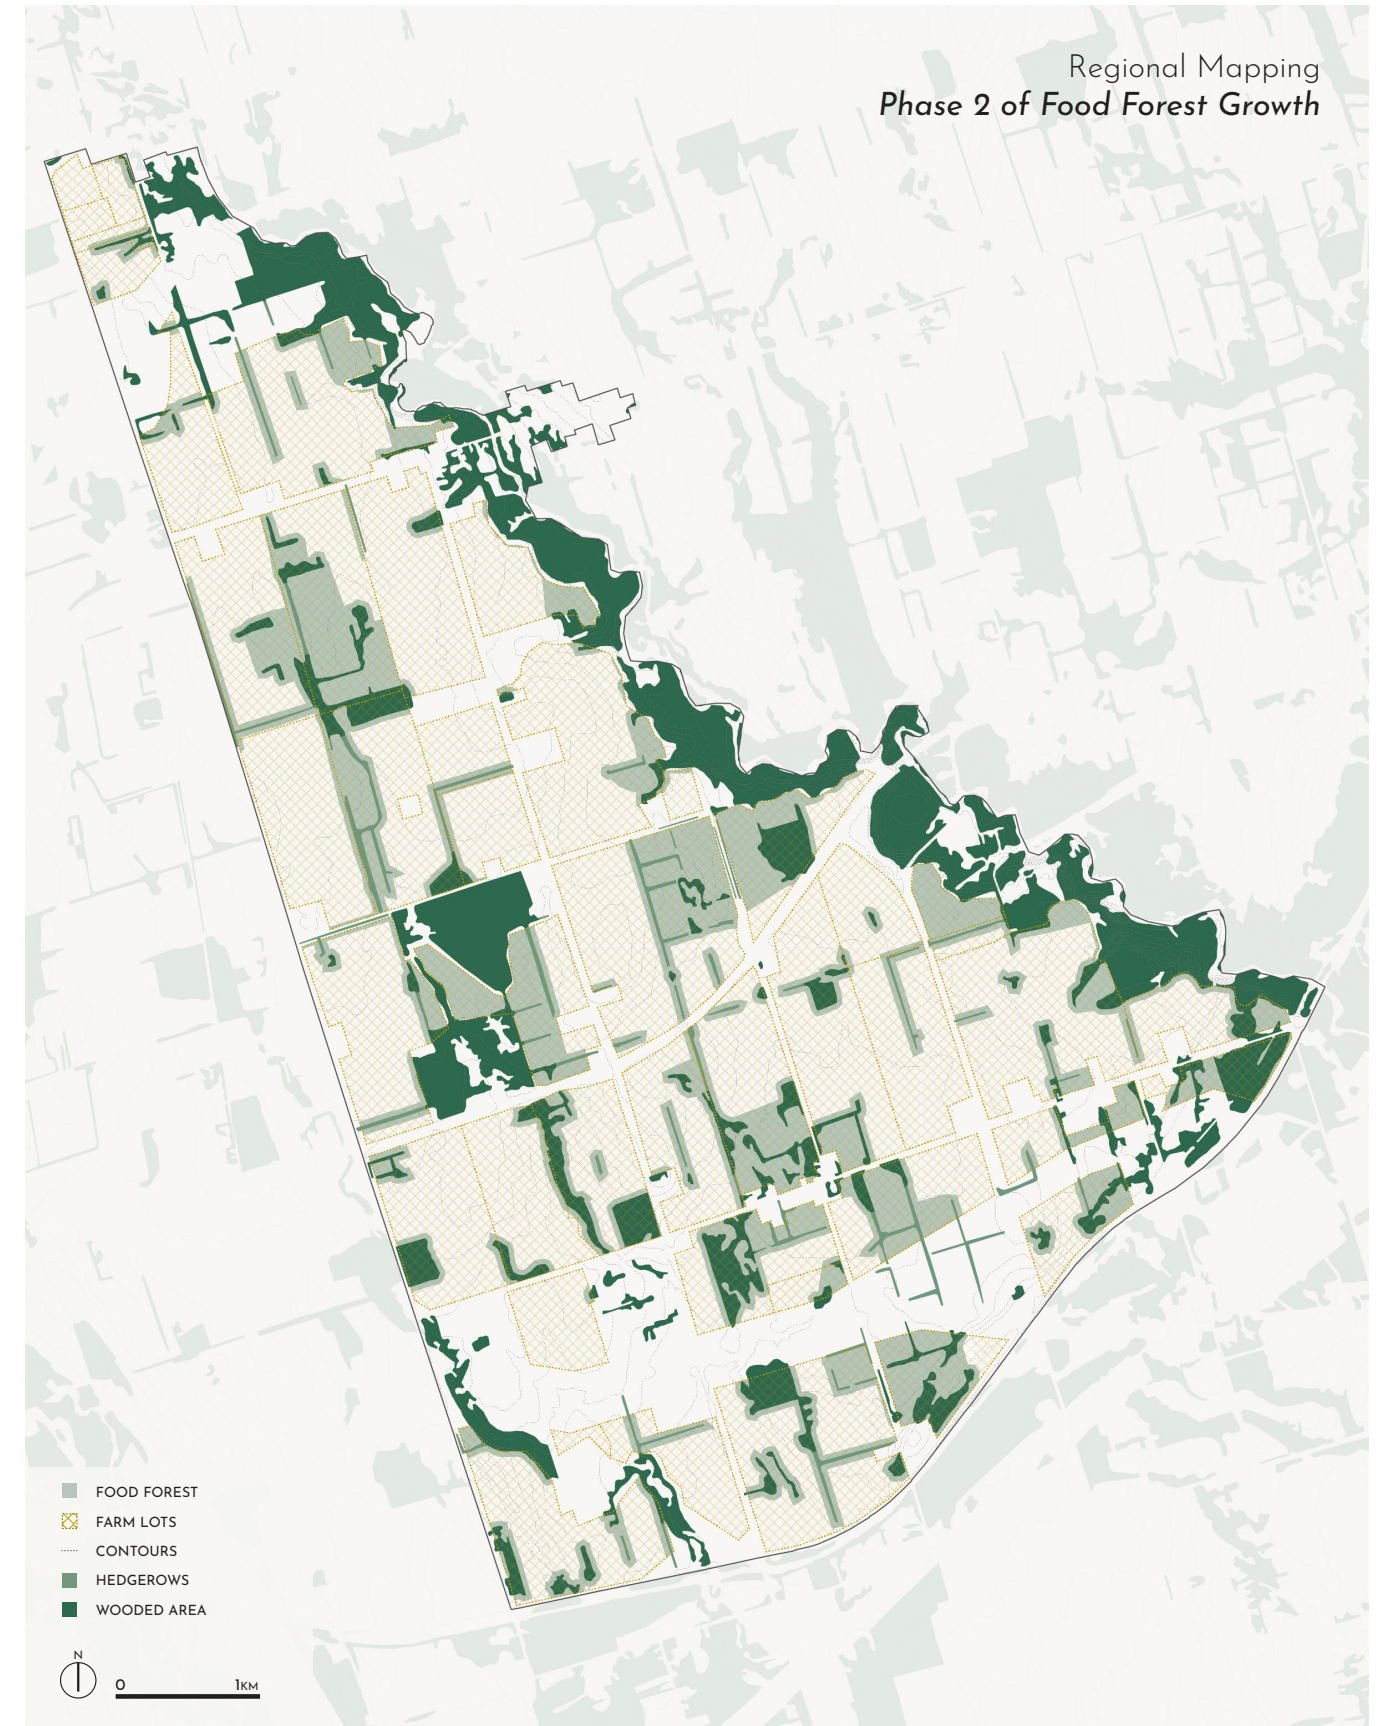 Regional Mapping
Phase 2 of Food Forest Growth
FOOD FOREST
FARM LOTS
CONTOURS
HEDGEROWS
WOODED AREA
N
0 1KM